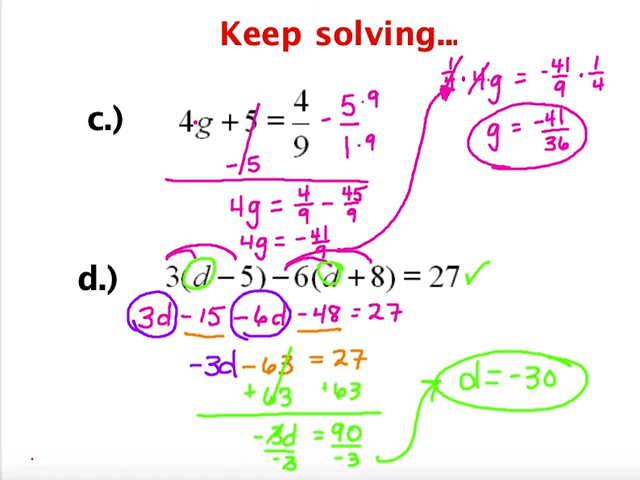 Keep solving...
c.) 4·g + 5 = 4/9 - 5·9/1·9
-5
4g = 4/9 - 45/9
4g = -41/9
1/4 · 4·g = -41/9 · 1/4
g = -41/36
d.) 3(d - 5) - 6(d + 8) = 27 ✓
3d - 15 - 6d - 48 = 27
-3d - 63 = 27
+63 +63
-3d/-3 = 90/-3
d = -30